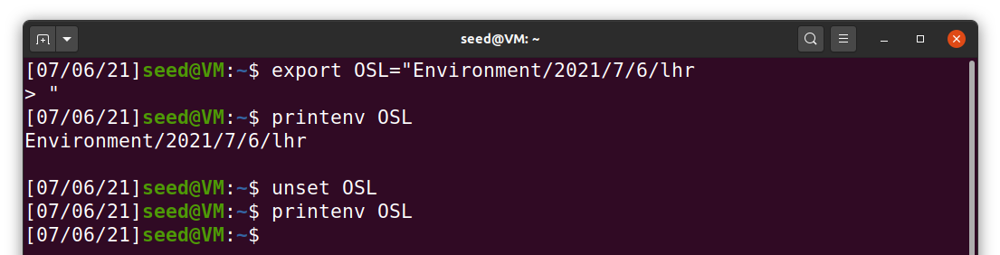 seed@VM: ~
[07/06/21]seed@VM:~$ export OSL="Environment/2021/7/6/lhr
> "
[07/06/21]seed@VM:~$ printenv OSL
Environment/2021/7/6/lhr
[07/06/21]seed@VM:~$ unset OSL
[07/06/21]seed@VM:~$ printenv OSL
[07/06/21]seed@VM:~$